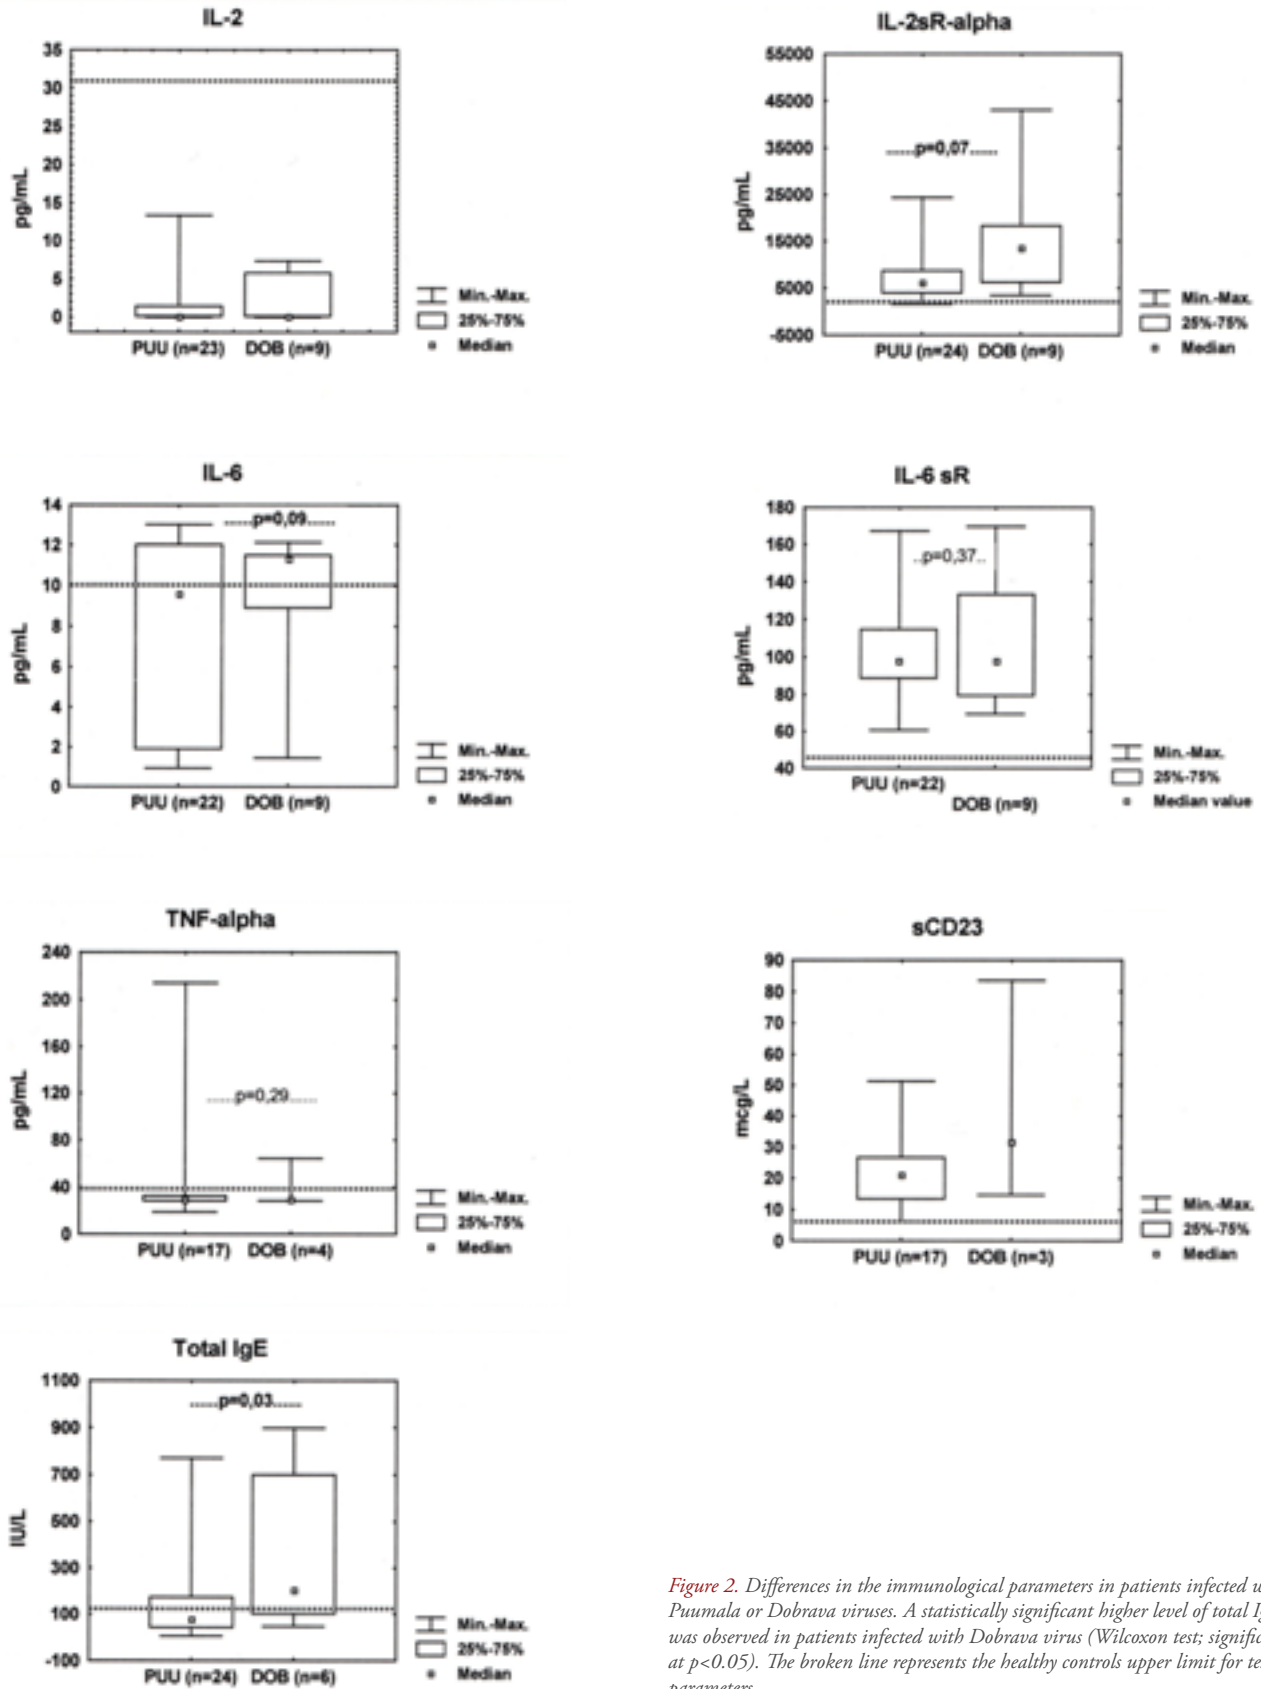 IL-2
35
30
25
20
15
10
5
0
pg/mL
PUU (n=23) DOB (n=9)
Min.-Max.
25%-75%
Median
IL-2sR-alpha
55000
45000
35000
25000
15000
5000
-5000
pg/mL
p=0,07
PUU (n=24) DOB (n=9)
Min.-Max.
25%-75%
Median
IL-6
14
12
10
8
6
4
2
0
pg/mL
p=0,09
PUU (n=22) DOB (n=9)
Min.-Max.
25%-75%
Median
IL-6 sR
180
160
140
120
100
80
60
40
pg/mL
p=0,37
PUU (n=22)
DOB (n=9)
Min.-Max.
25%-75%
Median value
TNF-alpha
240
200
160
120
80
40
0
pg/mL
p=0,29
PUU (n=17) DOB (n=4)
Min.-Max.
25%-75%
Median
sCD23
90
80
70
60
50
40
30
20
10
0
mcg/L
PUU (n=17) DOB (n=3)
Min.-Max.
25%-75%
Median
Total IgE
1100
900
700
500
300
100
-100
IU/L
p=0,03
PUU (n=24) DOB (n=6)
Min.-Max.
25%-75%
Median
Figure 2. Differences in the immunological parameters in patients infected
Puumala or Dobrava viruses. A statistically significant higher level of total
was observed in patients infected with Dobrava virus (Wilcoxon test;
at p<0.05). The broken line represents the healthy controls upper limit for
parameters